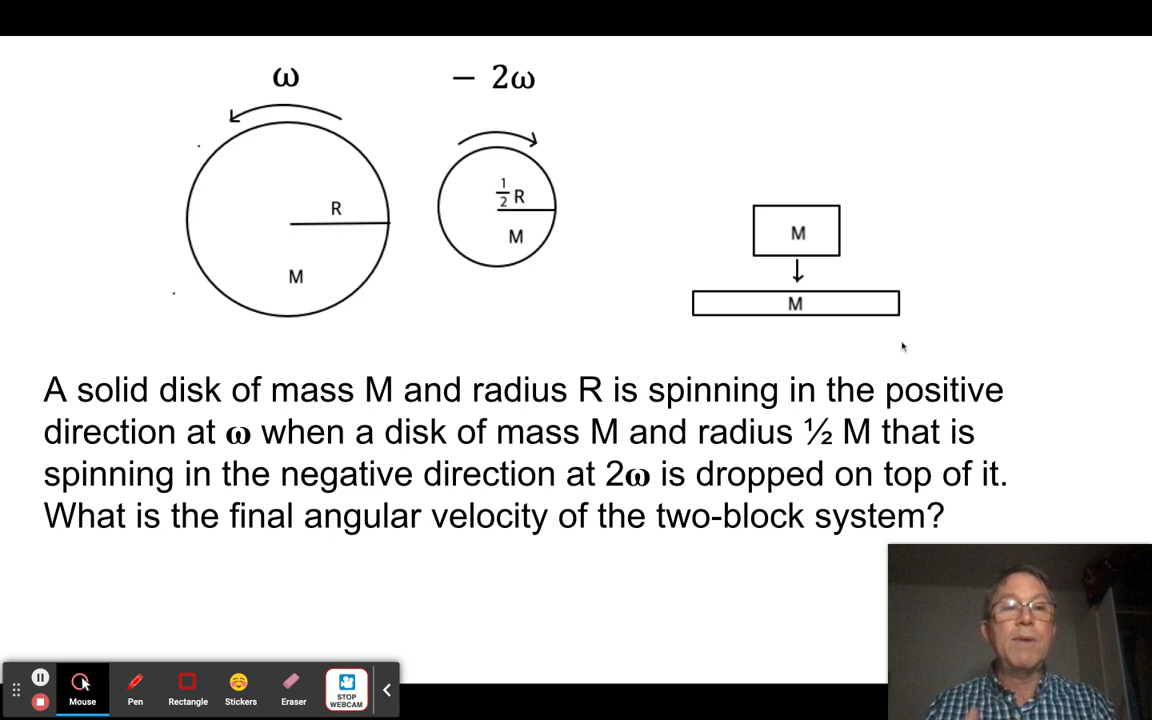 ω
− 2ω
R
M
½ R
M
M
M
A solid disk of mass M and radius R is spinning in the positive
direction at ω when a disk of mass M and radius ½ M that is
spinning in the negative direction at 2ω is dropped on top of it.
What is the final angular velocity of the two-block system?
Mouse
Pen
Rectangle
Stickers
Eraser
STOP
WEBCAM